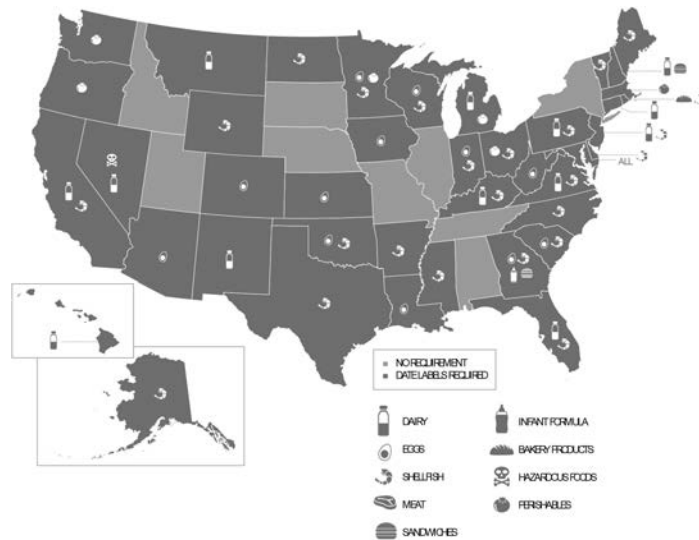 ALL
NO REQUIREMENT
DATE LABELS REQUIRED
DAIRY
INFANT FORMULA
EGGS
BAKERY PRODUCTS
SHELLFISH
HAZARDOUS FOODS
MEAT
PERISHABLES
SANDWICHES